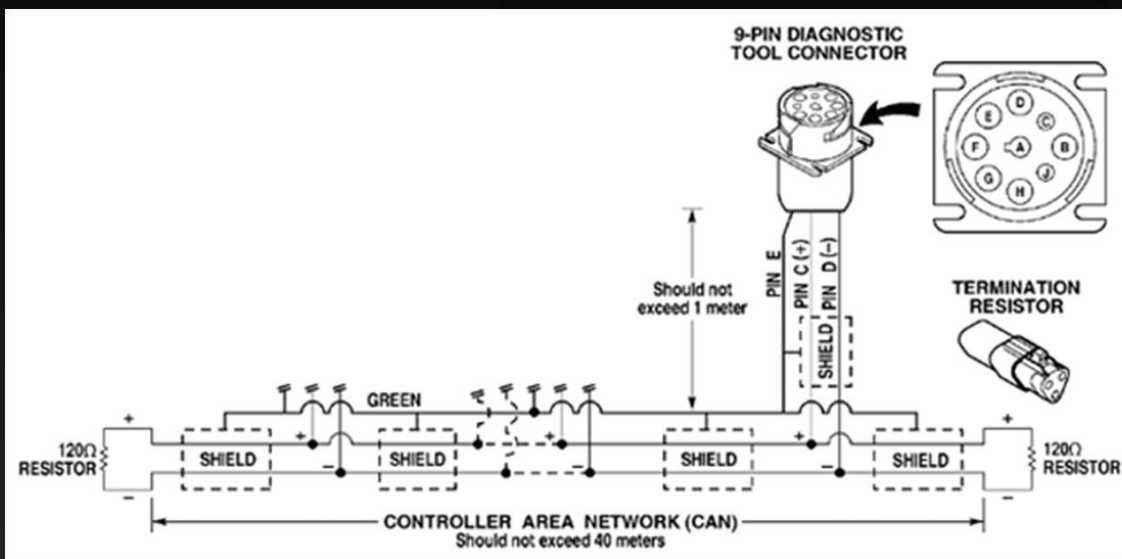 9-PIN DIAGNOSTIC
TOOL CONNECTOR
D
E
C
F
A
B
G
J
H
PIN E
PIN C (+)
PIN D (–)
SHIELD
Should not
exceed 1 meter
TERMINATION
RESISTOR
GREEN
+
+
+
+
120Ω
RESISTOR
SHIELD
SHIELD
SHIELD
SHIELD
120Ω
RESISTOR
–
–
–
–
–
CONTROLLER AREA NETWORK (CAN)
Should not exceed 40 meters